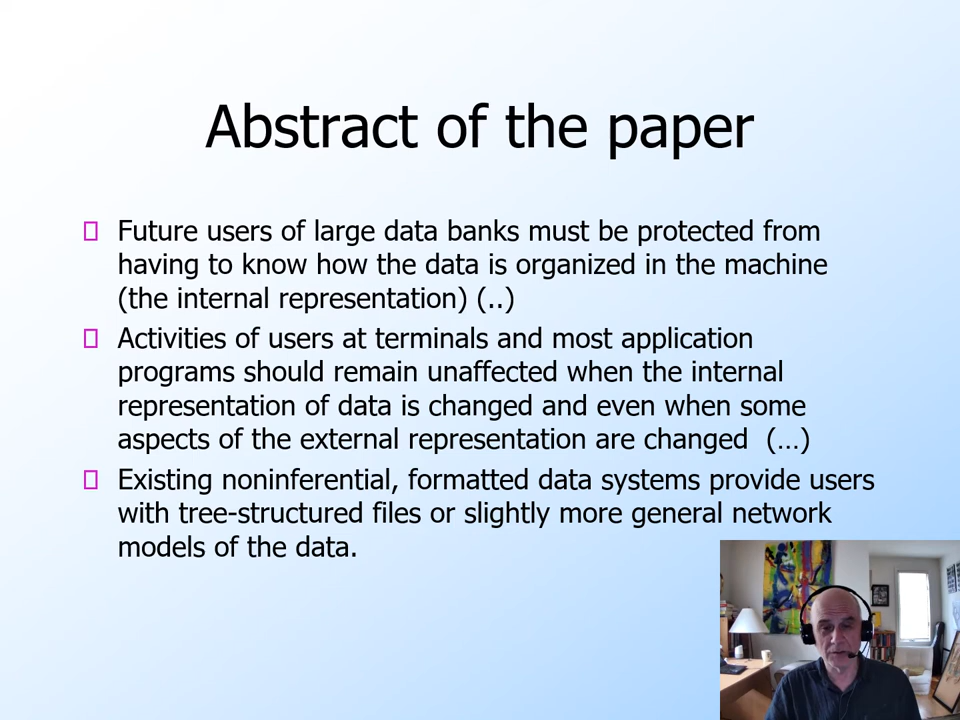 Abstract of the paper
Future users of large data banks must be protected from
having to know how the data is organized in the machine
(the internal representation) (..)
Activities of users at terminals and most application
programs should remain unaffected when the internal
representation of data is changed and even when some
aspects of the external representation are changed  (…)
Existing noninferential, formatted data systems provide users
with tree-structured files or slightly more general network
models of the data.